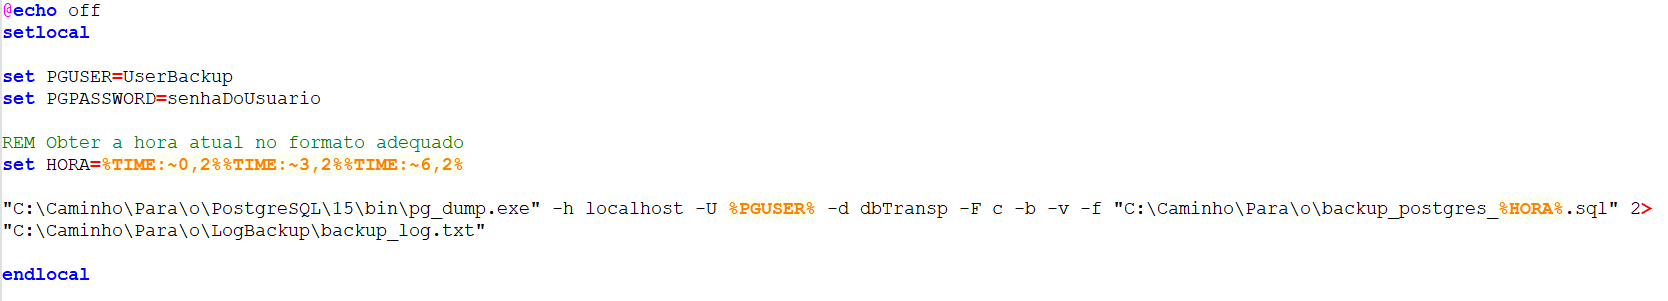 @echo off
setlocal
set PGUSER=UserBackup
set PGPASSWORD=senhaDoUsuario
REM Obter a hora atual no formato adequado
set HORA=%TIME:~0,2%%TIME:~3,2%%TIME:~6,2%
"C:\Caminho\Para\o\PostgreSQL\15\bin\pg_dump.exe" -h localhost -U %PGUSER% -d dbTransp -F c -b -v -f "C:\Caminho\Para\o\backup_postgres_%HORA%.sql" 2>
"C:\Caminho\Para\o\LogBackup\backup_log.txt"
endlocal